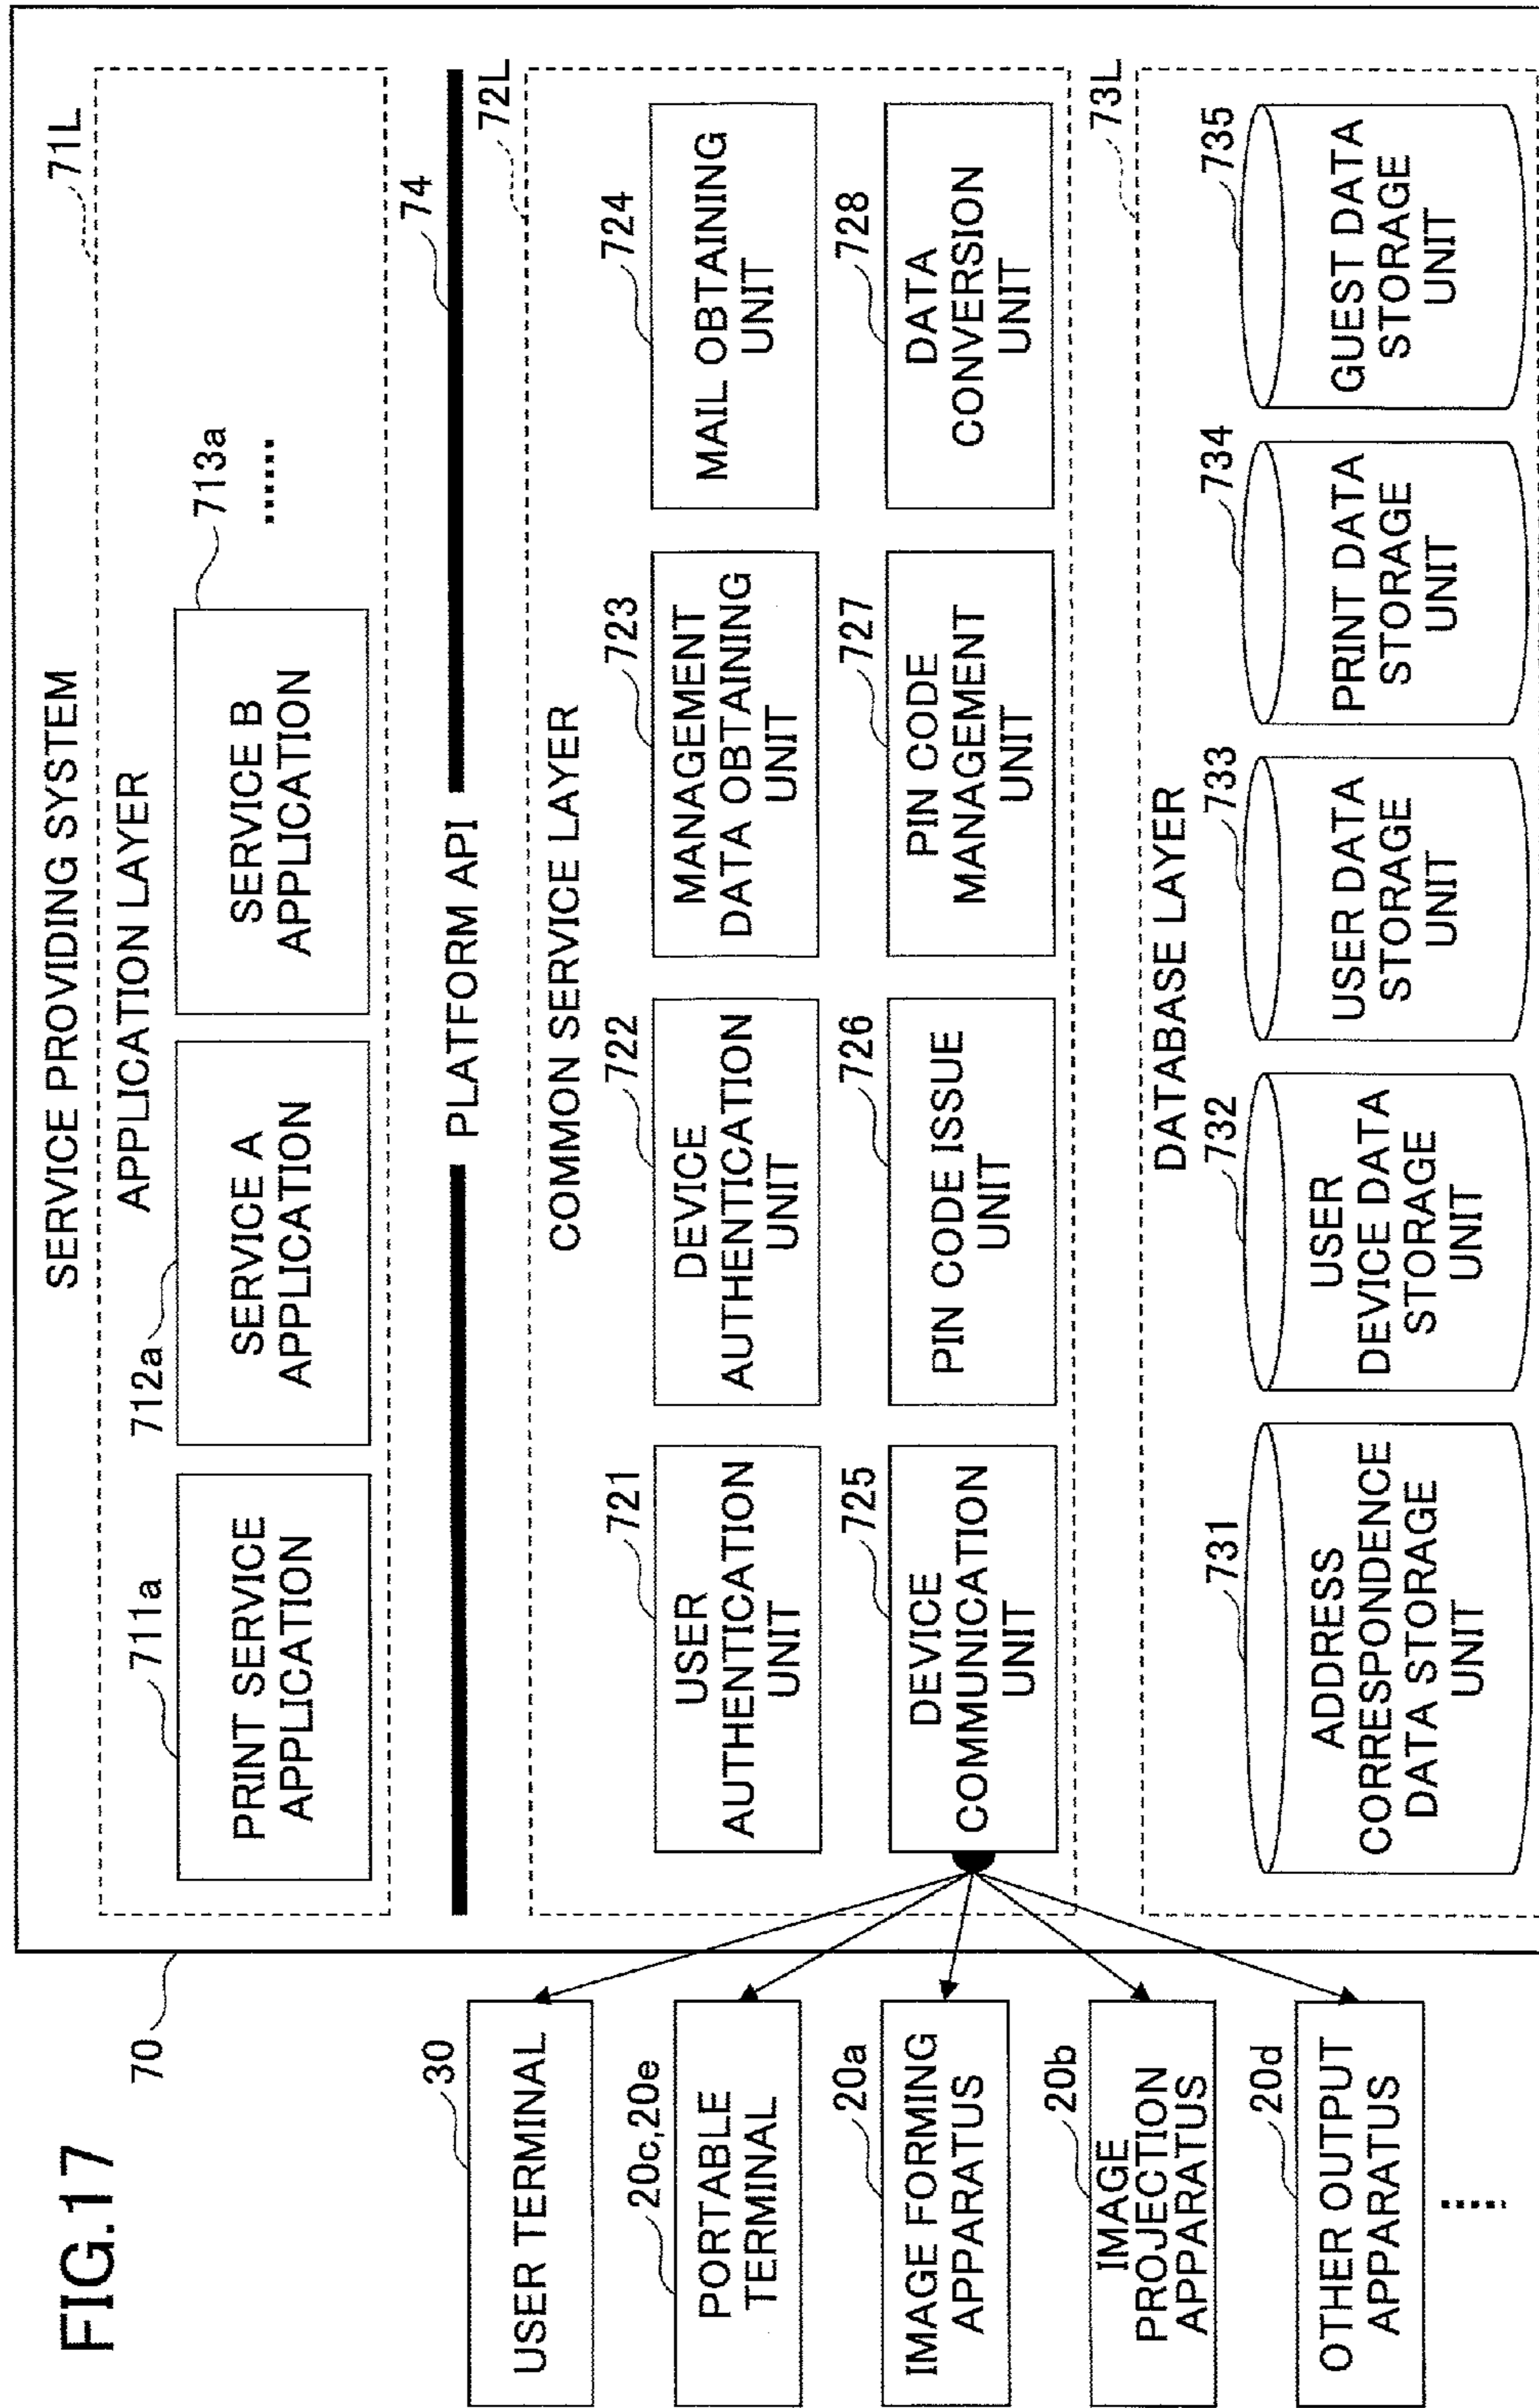 FIG.17
70
SERVICE PROVIDING SYSTEM
71L
APPLICATION LAYER
711a
PRINT SERVICE
APPLICATION
712a
SERVICE A
APPLICATION
713a
SERVICE B
APPLICATION
......
74
PLATFORM API
72L
COMMON SERVICE LAYER
721
USER
AUTHENTICATION
UNIT
722
DEVICE
AUTHENTICATION
UNIT
723
MANAGEMENT
DATA OBTAINING
UNIT
724
MAIL OBTAINING
UNIT
725
DEVICE
COMMUNICATION
UNIT
726
PIN CODE ISSUE
UNIT
727
PIN CODE
MANAGEMENT
UNIT
728
DATA
CONVERSION
UNIT
73L
DATABASE LAYER
731
ADDRESS
CORRESPONDENCE
DATA STORAGE
UNIT
732
USER
DEVICE DATA
STORAGE
UNIT
733
USER DATA
STORAGE
UNIT
734
PRINT DATA
STORAGE
UNIT
735
GUEST DATA
STORAGE
UNIT
30
USER TERMINAL
20c,20e
PORTABLE
TERMINAL
20a
IMAGE FORMING
APPARATUS
20b
IMAGE
PROJECTION
APPARATUS
20d
OTHER OUTPUT
APPARATUS
......